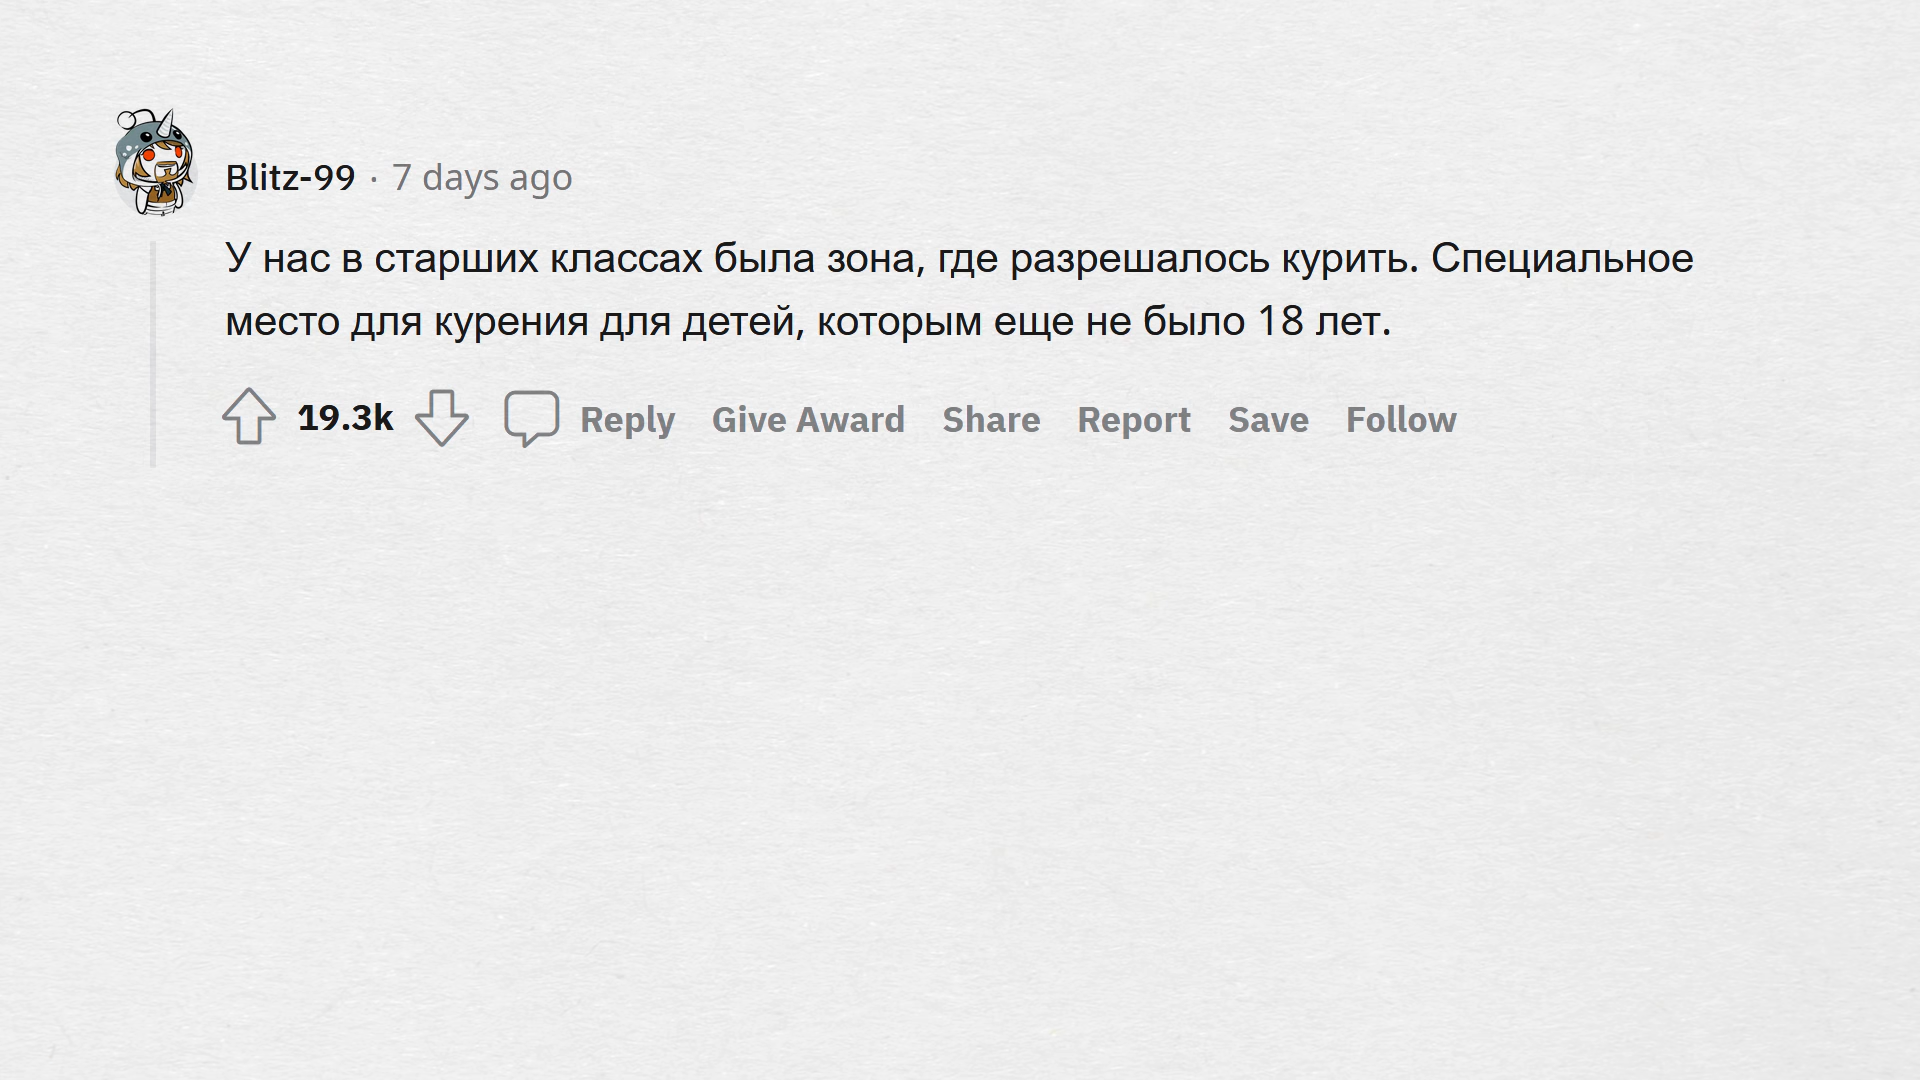 Blitz-99 · 7 days ago
У нас в старших классах была зона, где разрешалось курить. Специальное
место для курения для детей, которым еще не было 18 лет.
19.3k Reply Give Award Share Report Save Follow